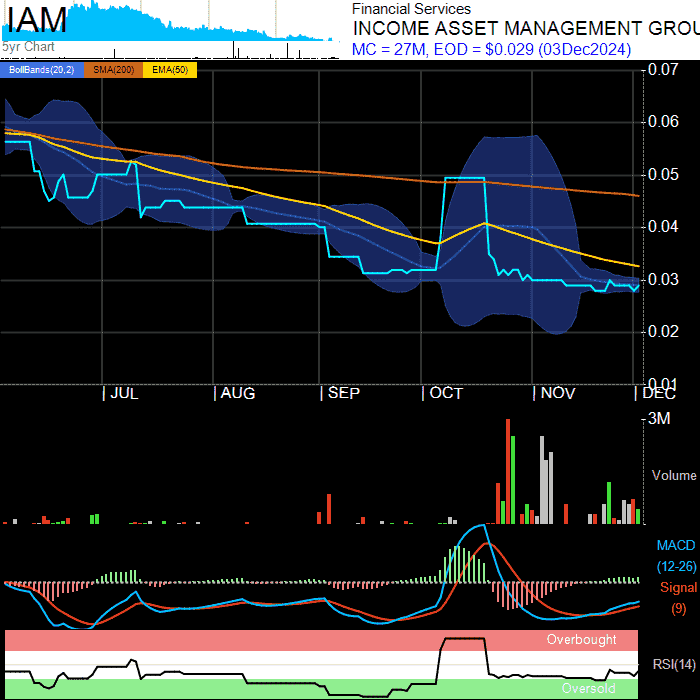 IAM
5yr Chart
Financial Services
INCOME ASSET MANAGEMENT GROU
MC = 27M, EOD = $0.029 (03Dec2024)
BollBands(20,2) SMA(200) EMA(50)
0.07
0.06
0.05
0.04
0.03
0.02
0.01
JUL AUG SEP OCT NOV DEC
3M
Volume
MACD
(12-26)
Signal
(9)
Overbought
RSI(14)
Oversold